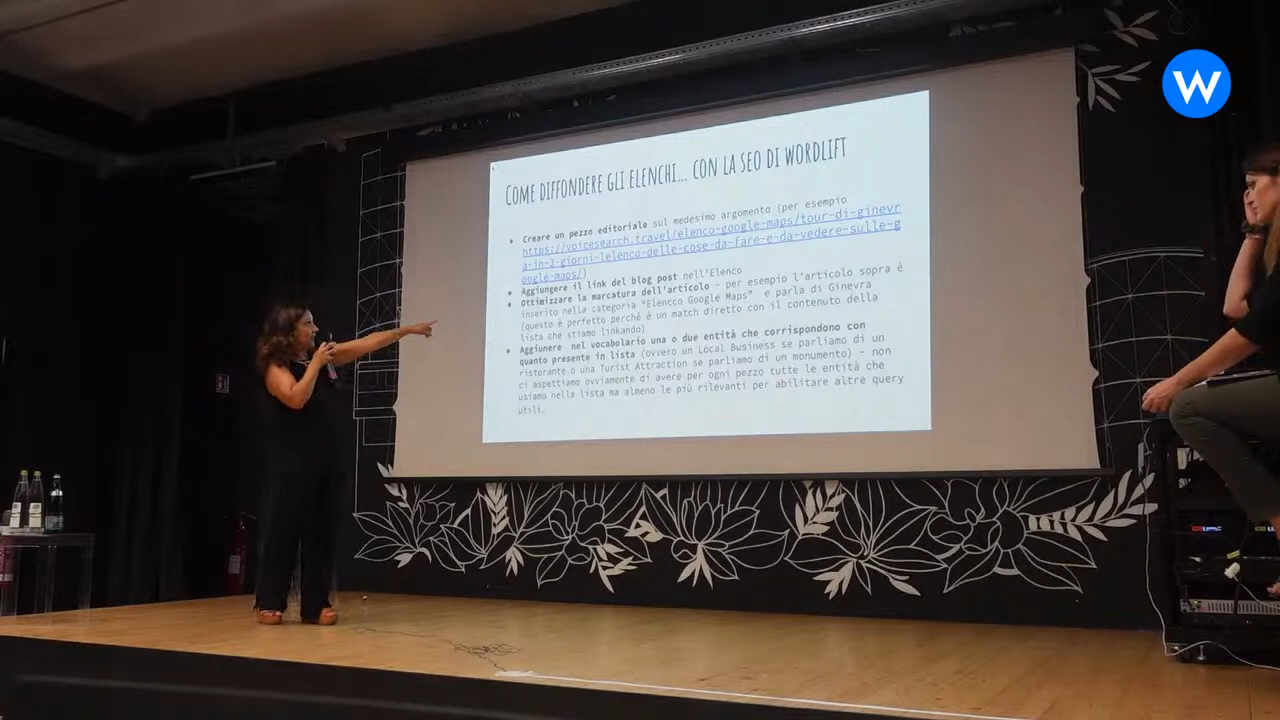 W
COME DIFFONDERE GLI ELENCHI... CON LA SEO DI WORDLIFT
• Creare un pezzo editoriale sul medesimo argomento (per esempio
https://voicesearch.travel/elenco-google-maps/tour-di-ginevr
a-in-3-giorni-lelenco-delle-cose-da-fare-e-da-vedere-sulle-g
oogle-maps/)
• Aggiungere il link del blog post nell'Elenco
• Ottimizzare la marcatura dell'articolo - per esempio l'articolo sopra è
inserito nella categoria "Elencco Google Maps" e parla di Ginevra
(questo è perfetto perché è un match diretto con il contenuto della
lista che stiamo linkando)
• Aggiunere nel vocabolario una o due entità che corrispondono con
quanto presente in lista (ovvero un Local Business se parliamo di un
ristorante o una Turist Attraction se parliamo di un monumento) - non
ci aspettiamo ovviamente di avere per ogni pezzo tutte le entità che
usiamo nella lista ma almeno le più rilevanti per abilitare altre query
utili.